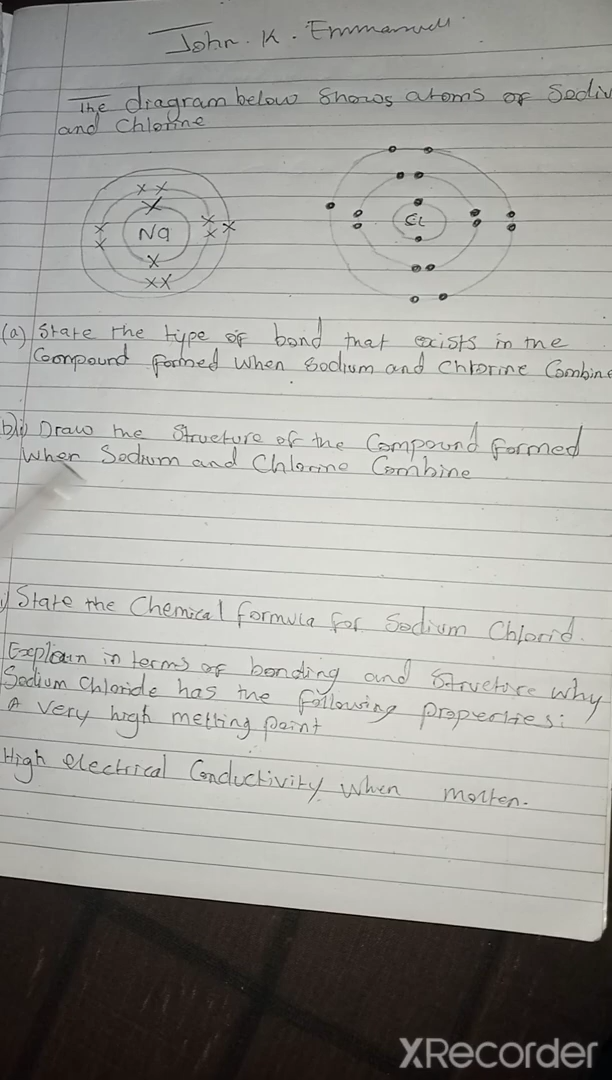 John. K. Emmanuel
The diagram below shows atoms of Sodiu
and Chlorine
Na
CL
(a) State the type of bond that exists in the
Compound formed when sodium and Chlorine Combine
b)i) Draw the structure of the Compound formed
when Sodium and Chlorine Combine
) State the Chemical formula for Sodium Chlorid.
Explain in terms of bonding and structure why
Sodium Chloride has the following properties:
A very high melting point
High electrical Conductivity when molten.
XRecorder